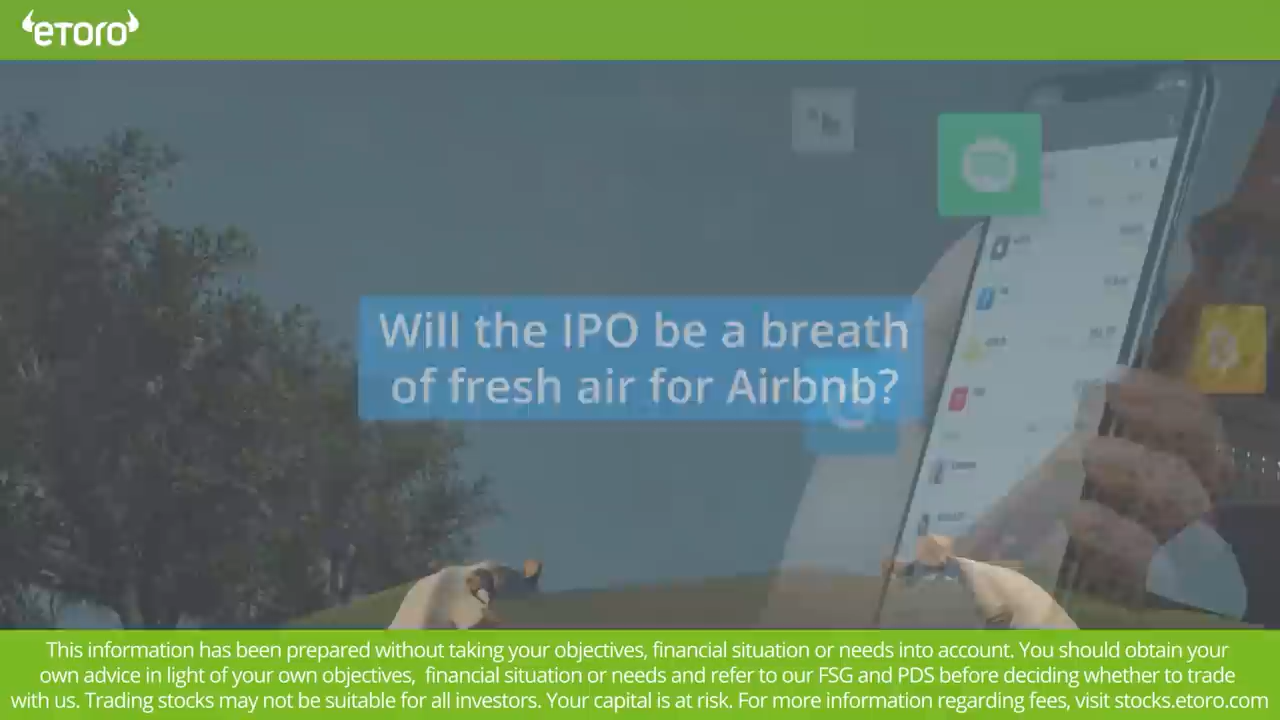 eToro
Will the IPO be a breath
of fresh air for Airbnb?
This information has been prepared without taking your objectives, financial situation or needs into account. You should obtain your
own advice in light of your own objectives, financial situation or needs and refer to our FSG and PDS before deciding whether to trade
with us. Trading stocks may not be suitable for all investors. Your capital is at risk. For more information regarding fees, visit stocks.etoro.com